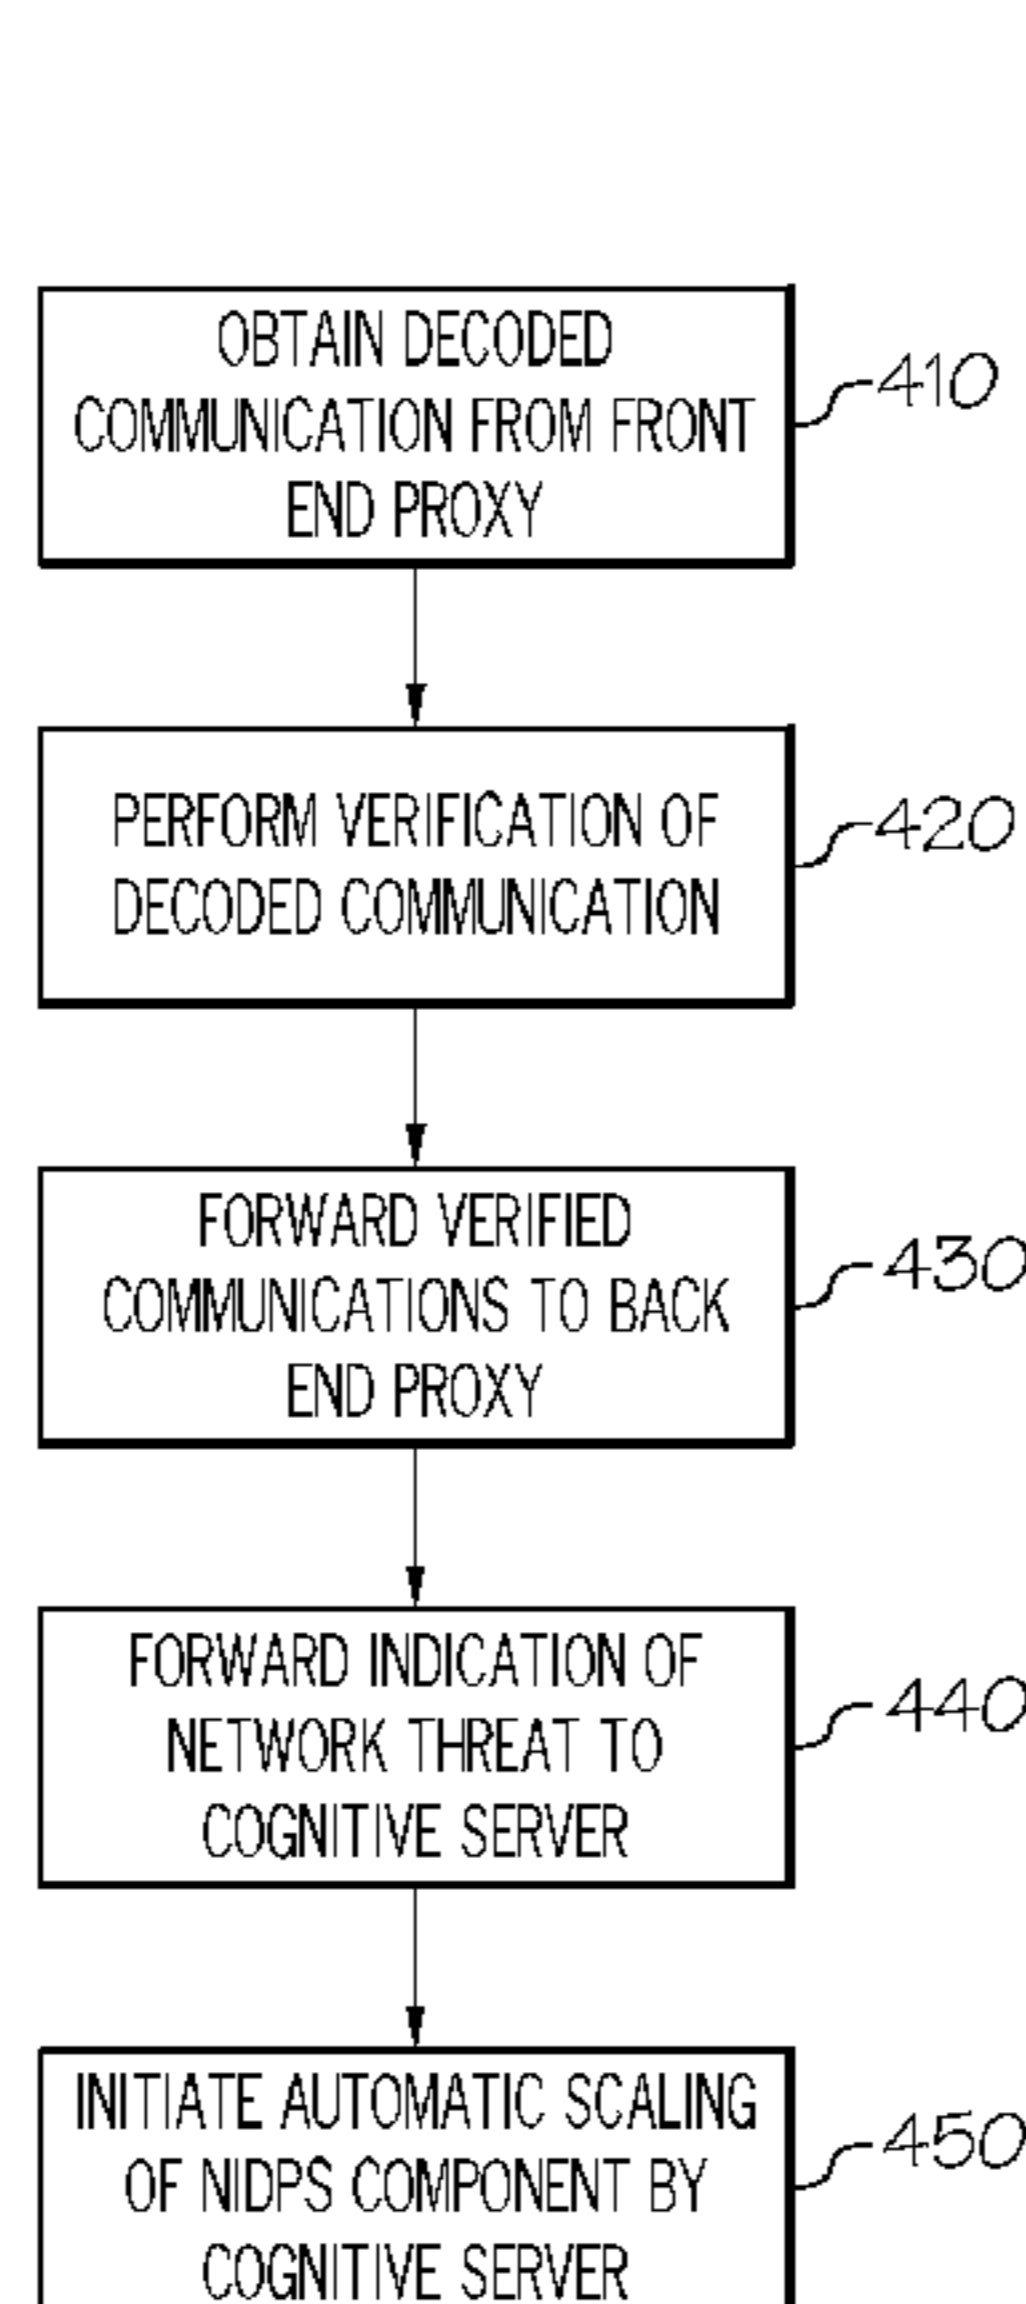 OBTAIN DECODED
COMMUNICATION FROM FRONT
END PROXY
410
PERFORM VERIFICATION OF
DECODED COMMUNICATION
420
FORWARD VERIFIED
COMMUNICATIONS TO BACK
END PROXY
430
FORWARD INDICATION OF
NETWORK THREAT TO
COGNITIVE SERVER
440
INITIATE AUTOMATIC SCALING
OF NIDPS COMPONENT BY
COGNITIVE SERVER
450